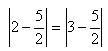 |2 − 5/2| = |3 − 5/2|